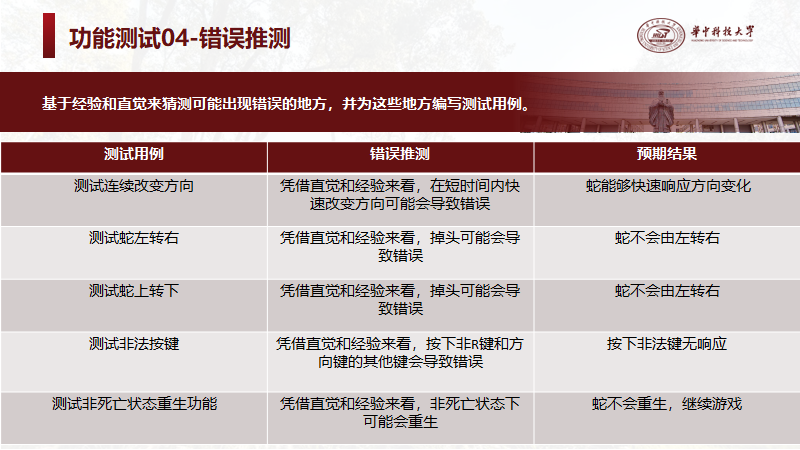 功能测试04-错误推测
华中科技大学
基于经验和直觉来猜测可能出现错误的地方，并为这些地方编写测试用例。
测试用例 错误推测 预期结果
测试连续改变方向 凭借直觉和经验来看，在短时间内快 蛇能够快速响应方向变化
速改变方向可能会导致错误
测试蛇左转右 凭借直觉和经验来看，掉头可能会导 蛇不会由左转右
致错误
测试蛇上转下 凭借直觉和经验来看，掉头可能会导 蛇不会由左转右
致错误
测试非法按键 凭借直觉和经验来看，按下非R键和方 按下非法键无响应
向键的其他键会导致错误
测试非死亡状态重生功能 凭借直觉和经验来看，非死亡状态下 蛇不会重生，继续游戏
可能会重生